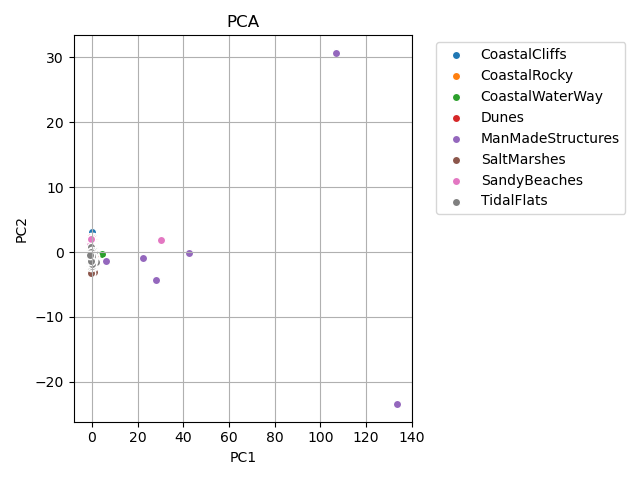 PCA
30
20
10
0
−10
−20
PC2
0 20 40 60 80 100 120 140
PC1
CoastalCliffs
CoastalRocky
CoastalWaterWay
Dunes
ManMadeStructures
SaltMarshes
SandyBeaches
TidalFlats